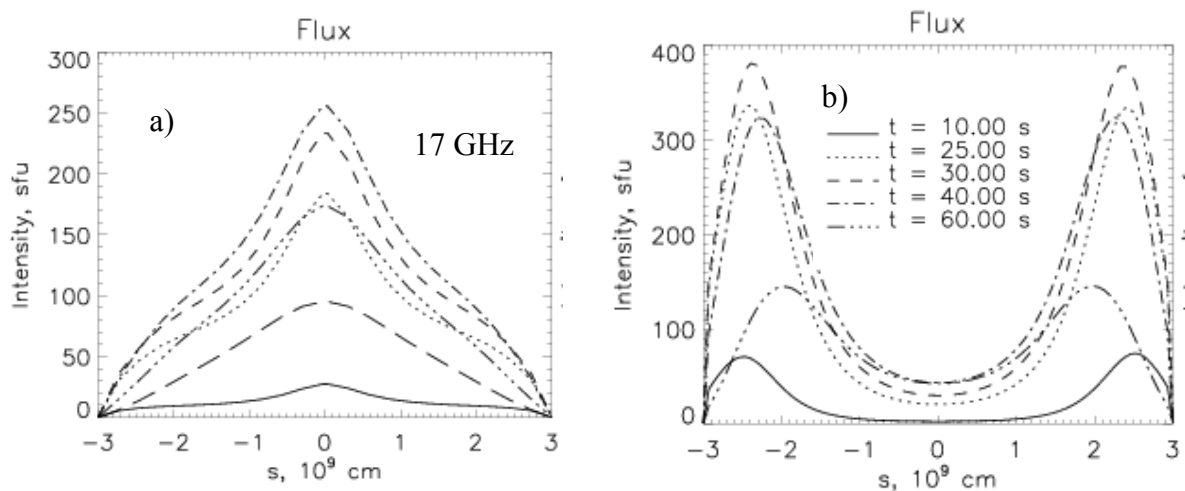 Flux
300
250
200
150
100
50
0
Intensity, sfu
a)
17 GHz
-3 -2 -1 0 1 2 3
s, 10⁹ cm
Flux
400
300
200
100
0
Intensity, sfu
b)
t = 10.00 s
t = 25.00 s
t = 30.00 s
t = 40.00 s
t = 60.00 s
-3 -2 -1 0 1 2 3
s, 10⁹ cm